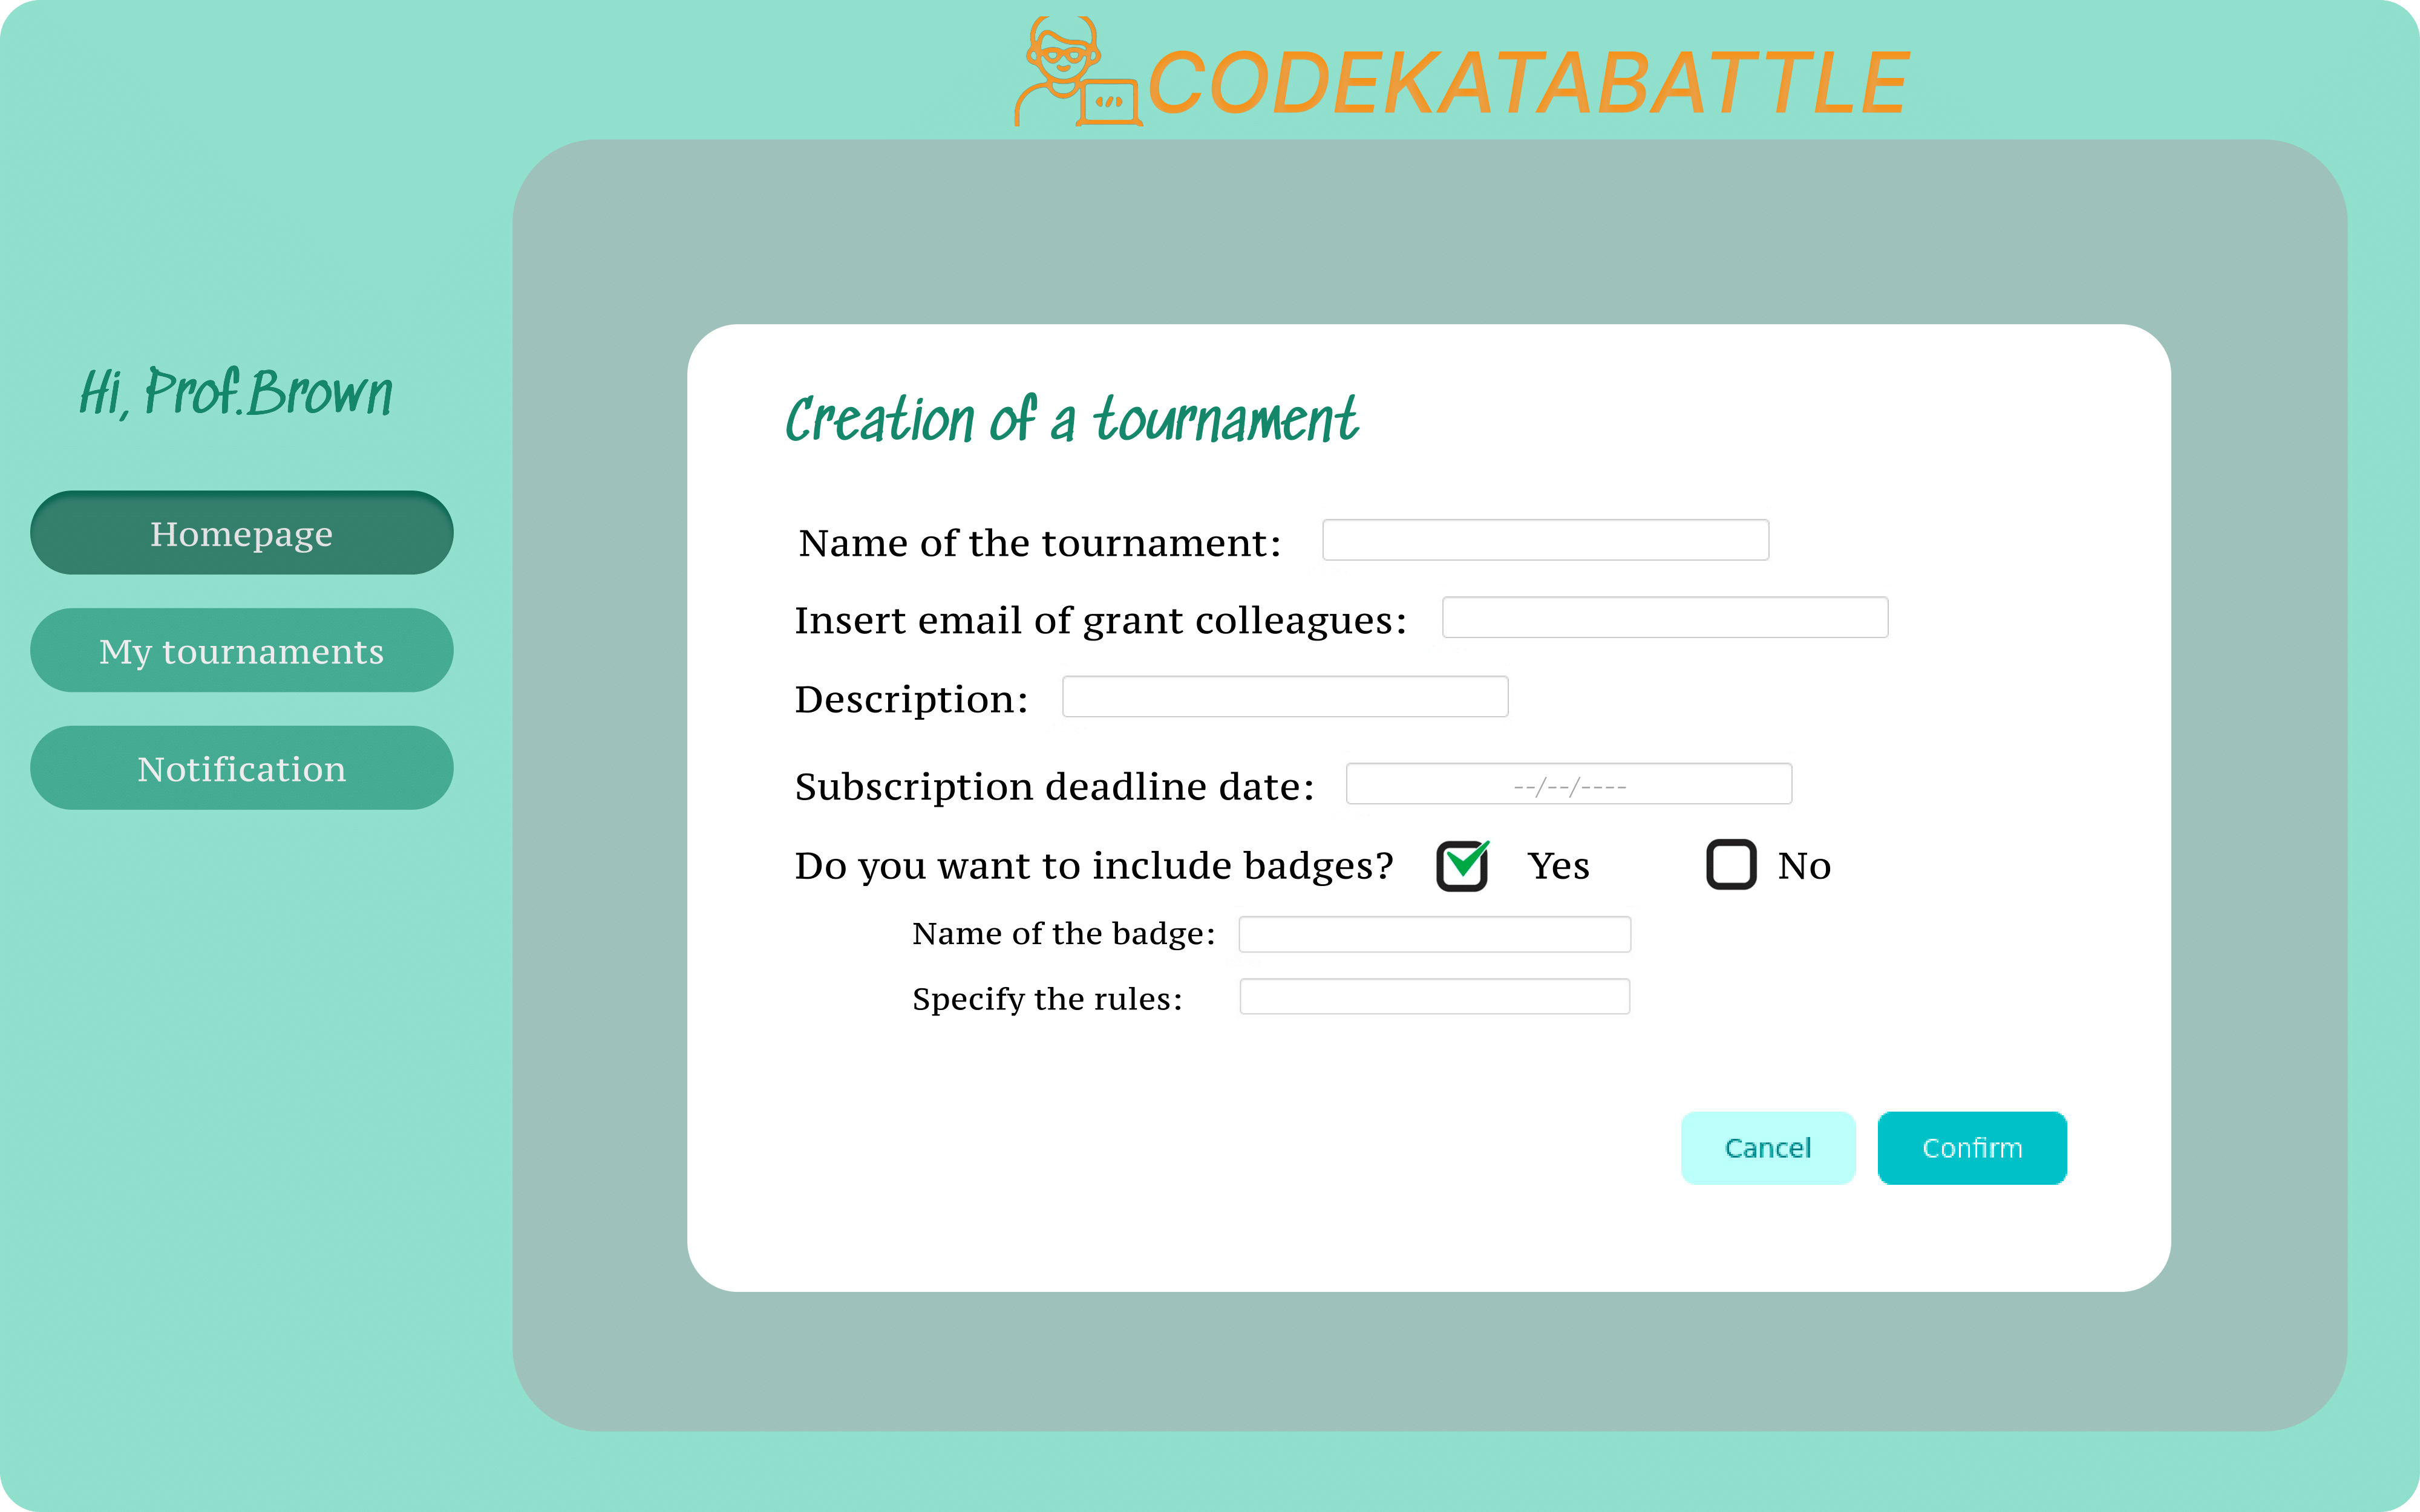 CODEKATABATTLE
Hi, Prof.Brown
Homepage
My tournaments
Notification
Creation of a tournament
Name of the tournament:
Insert email of grant colleagues:
Description:
Subscription deadline date: --/--/----
Do you want to include badges? Yes No
Name of the badge:
Specify the rules:
Cancel Confirm